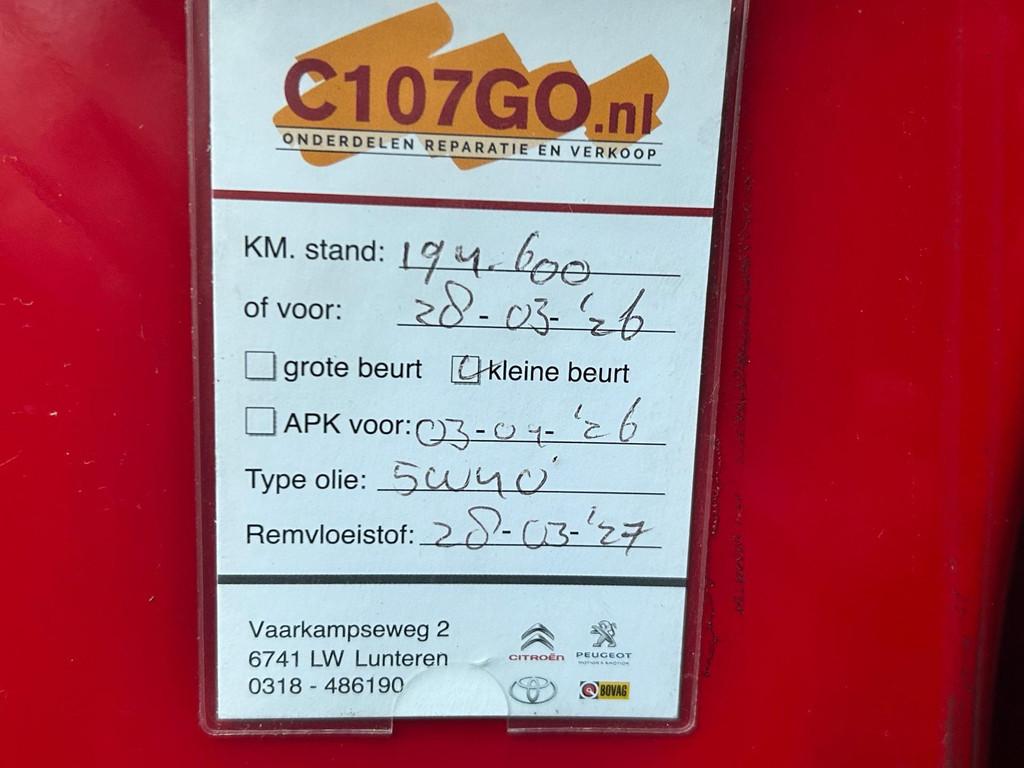 C107GO.nl
ONDERDELEN REPARATIE EN VERKOOP
KM. stand: 194.600
of voor: 28-03-'26
grote beurt kleine beurt
APK voor: 03-04-'26
Type olie: 5W40
Remvloeistof: 28-03-'27
Vaarkampseweg 2
6741 LW Lunteren
0318 - 486190
CITROËN PEUGEOT
MOTION & EMOTION
BOVAG